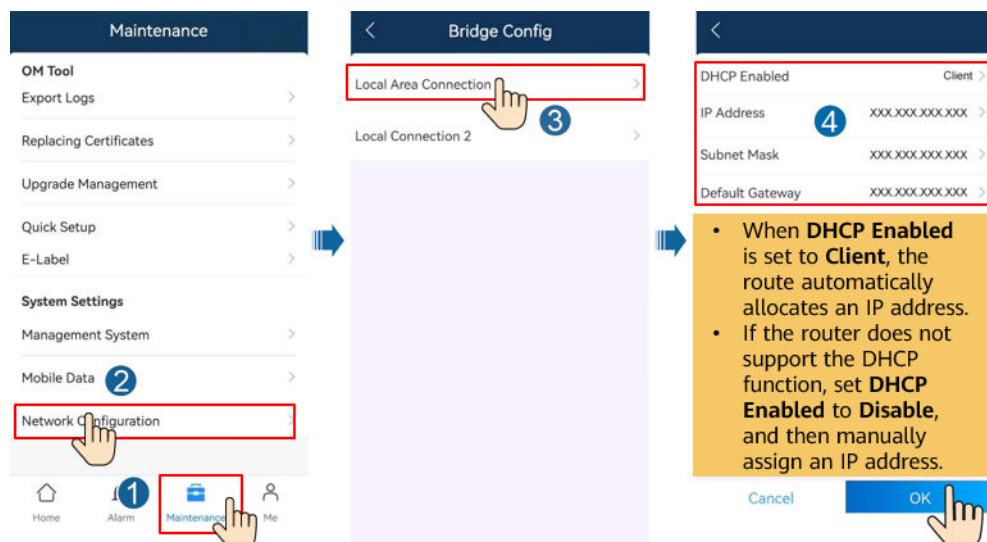 Maintenance
OM Tool
Export Logs
Replacing Certificates
Upgrade Management
Quick Setup
E-Label
System Settings
Management System
Mobile Data
2
Network Configuration
1
Home
Alarm
Maintenance
Me
Bridge Config
Local Area Connection
3
Local Connection 2
DHCP Enabled Client
IP Address XXX.XXX.XXX.XXX
4
Subnet Mask XXX.XXX.XXX.XXX
Default Gateway XXX.XXX.XXX.XXX
• When DHCP Enabled
is set to Client, the
route automatically
allocates an IP address.
• If the router does not
support the DHCP
function, set DHCP
Enabled to Disable,
and then manually
assign an IP address.
Cancel OK